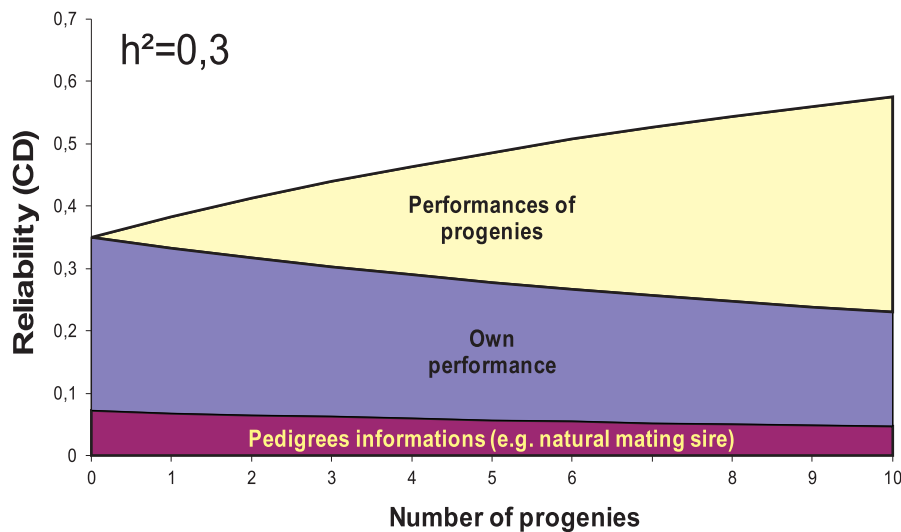 0,7
h²=0,3
0,6
0,5
0,4
0,3
0,2
0,1
0
Reliability (CD)
Performances of
progenies
Own
performance
Pedigrees informations (e.g. natural mating sire)
0 1 2 3 4 5 6 8 9 10
Number of progenies